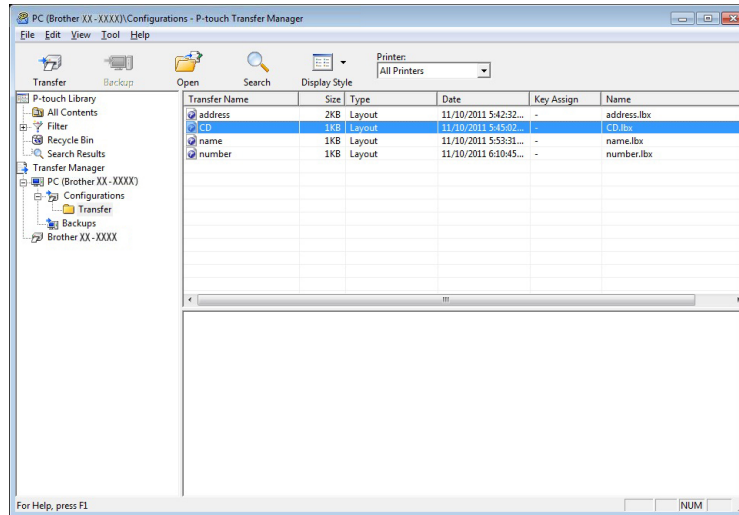 PC (Brother XX-XXXX)\Configurations - P-touch Transfer Manager
File Edit View Tool Help
Transfer Backup Open Search Display Style
Printer:
All Printers
P-touch Library
All Contents
Filter
Recycle Bin
Search Results
Transfer Manager
PC (Brother XX-XXXX)
Configurations
Transfer
Backups
Brother XX-XXXX
Transfer Name Size Type Date Key Assign Name
address 2KB Layout 11/10/2011 5:42:32... - address.lbx
CD 1KB Layout 11/10/2011 5:45:02... - CD.lbx
name 1KB Layout 11/10/2011 5:53:31... - name.lbx
number 1KB Layout 11/10/2011 6:10:45... - number.lbx
For Help, press F1
NUM